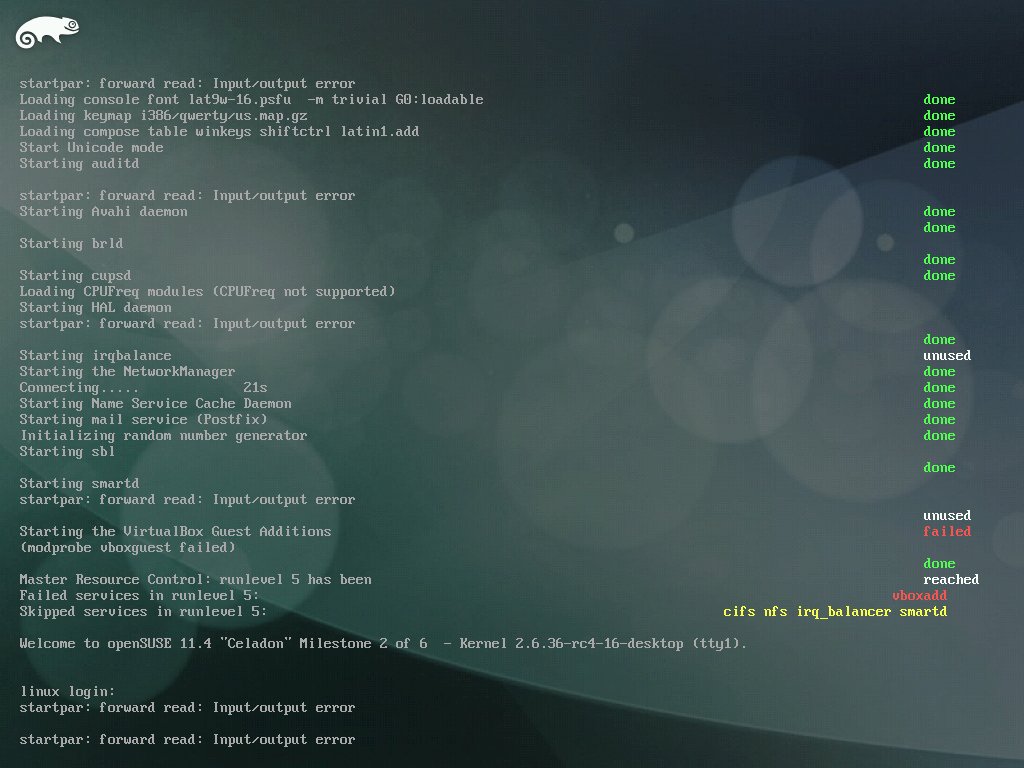 startpar: forward read: Input/output error
Loading console font lat9w-16.psfu  -m trivial G0:loadable done
Loading keymap i386/qwerty/us.map.gz done
Loading compose table winkeys shiftctrl latin1.add done
Start Unicode mode done
Starting auditd done
startpar: forward read: Input/output error
Starting Avahi daemon done
done
Starting brld
done
Starting cupsd done
Loading CPUFreq modules (CPUFreq not supported)
Starting HAL daemon
startpar: forward read: Input/output error
done
Starting irqbalance unused
Starting the NetworkManager done
Connecting..... 21s done
Starting Name Service Cache Daemon done
Starting mail service (Postfix) done
Initializing random number generator done
Starting sbl
done
Starting smartd
startpar: forward read: Input/output error
unused
Starting the VirtualBox Guest Additions failed
(modprobe vboxguest failed)
done
Master Resource Control: runlevel 5 has been reached
Failed services in runlevel 5: vboxadd
Skipped services in runlevel 5: cifs nfs irq_balancer smartd
Welcome to openSUSE 11.4 "Celadon" Milestone 2 of 6  - Kernel 2.6.36-rc4-16-desktop (tty1).
linux login:
startpar: forward read: Input/output error
startpar: forward read: Input/output error